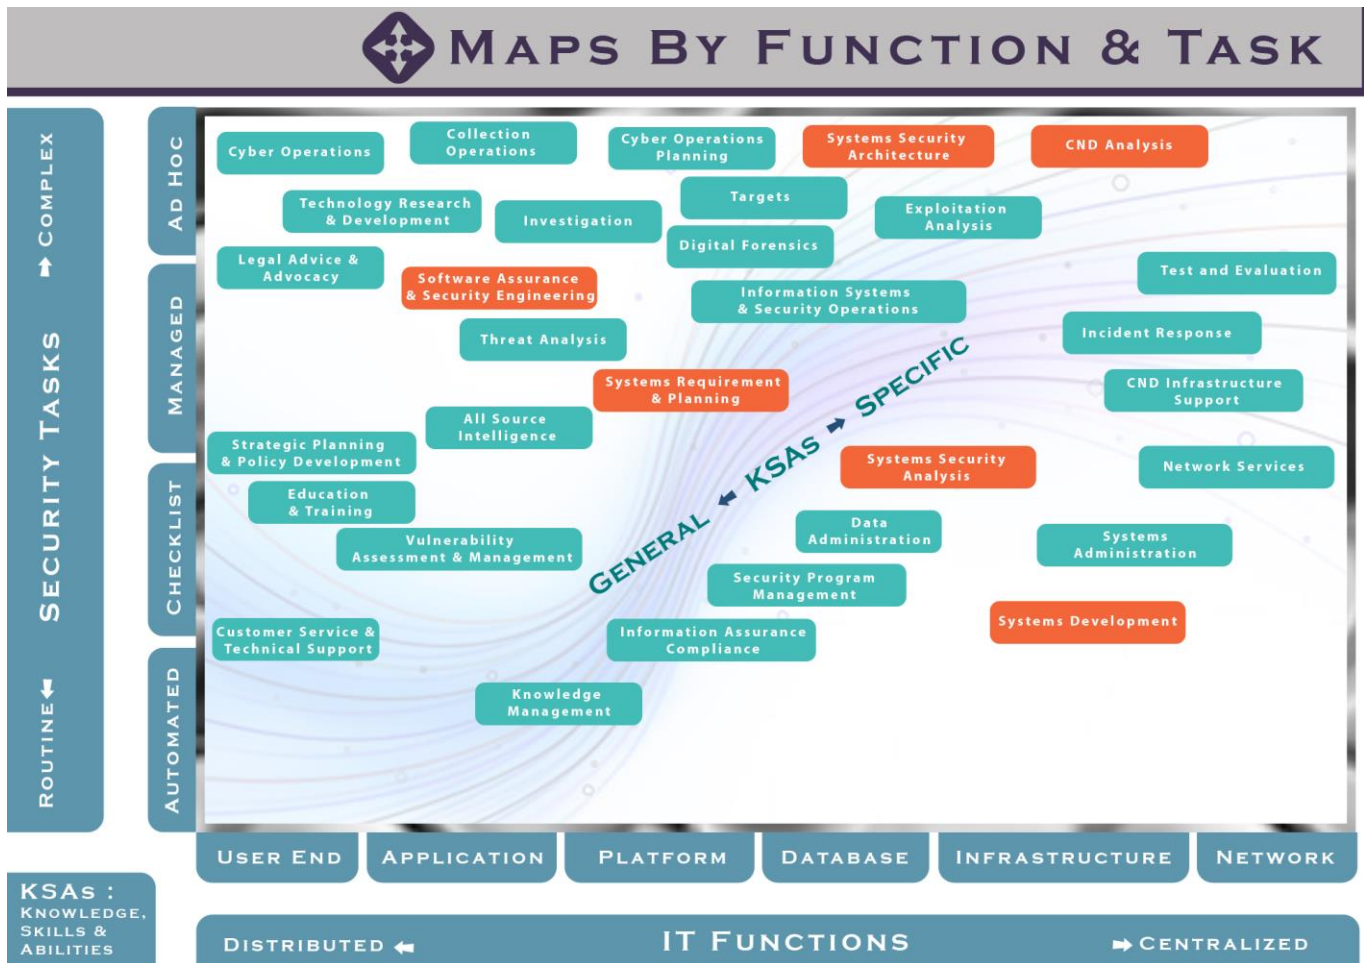 MAPS BY FUNCTION & TASK
ROUTINE
SECURITY TASKS
COMPLEX
AD HOC
MANAGED
CHECKLIST
AUTOMATED
Cyber Operations
Collection
Operations
Cyber Operations
Planning
Systems Security
Architecture
CND Analysis
Technology Research
& Development
Investigation
Targets
Exploitation
Analysis
Digital Forensics
Legal Advice &
Advocacy
Software Assurance
& Security Engineering
Information Systems
& Security Operations
Test and Evaluation
Threat Analysis
Incident Response
Systems Requirement
& Planning
CND Infrastructure
Support
All Source
Intelligence
GENERAL KSAs SPECIFIC
Strategic Planning
& Policy Development
Systems Security
Analysis
Network Services
Education
& Training
Vulnerability
Assessment & Management
Data
Administration
Systems
Administration
Security Program
Management
Systems Development
Customer Service &
Technical Support
Information Assurance
Compliance
Knowledge
Management
USER END
APPLICATION
PLATFORM
DATABASE
INFRASTRUCTURE
NETWORK
KSAs :
KNOWLEDGE,
SKILLS &
ABILITIES
DISTRIBUTED
IT FUNCTIONS
CENTRALIZED